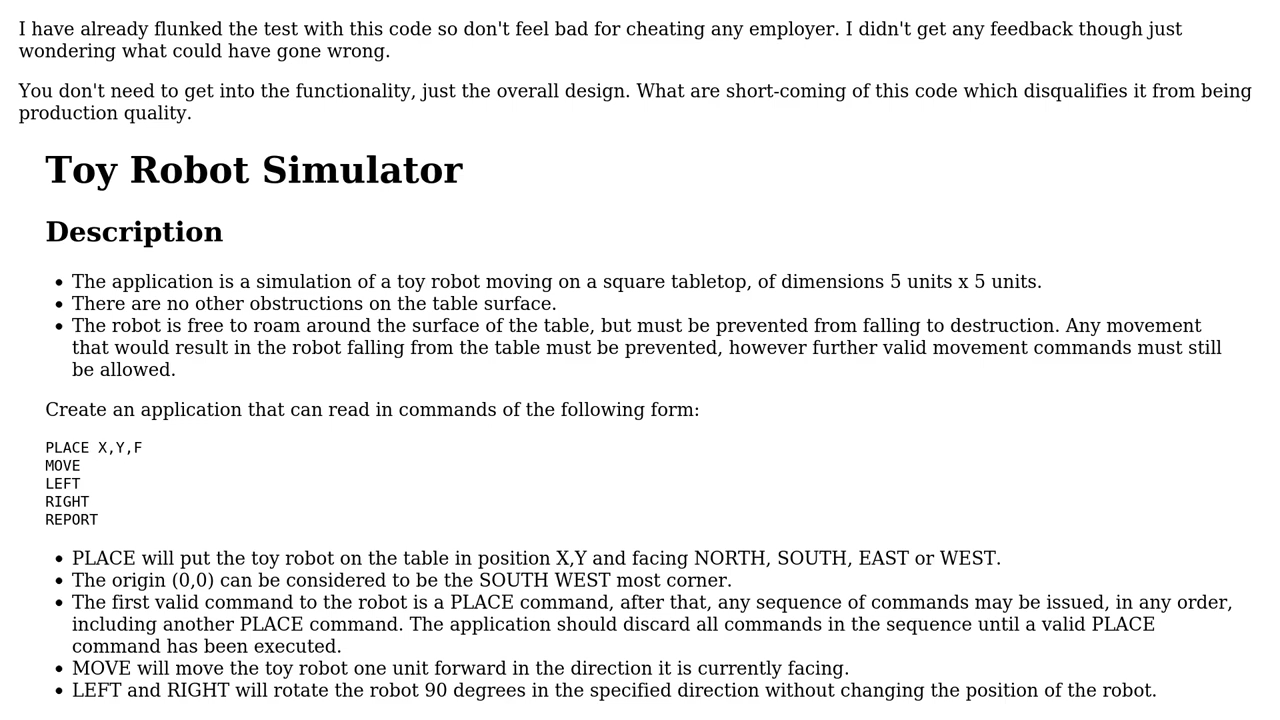 I have already flunked the test with this code so don't feel bad for cheating any employer. I didn't get any feedback though just
wondering what could have gone wrong.
You don't need to get into the functionality, just the overall design. What are short-coming of this code which disqualifies it from being
production quality.
Toy Robot Simulator
Description
• The application is a simulation of a toy robot moving on a square tabletop, of dimensions 5 units x 5 units.
• There are no other obstructions on the table surface.
• The robot is free to roam around the surface of the table, but must be prevented from falling to destruction. Any movement
that would result in the robot falling from the table must be prevented, however further valid movement commands must still
be allowed.
Create an application that can read in commands of the following form:
PLACE X,Y,F
MOVE
LEFT
RIGHT
REPORT
• PLACE will put the toy robot on the table in position X,Y and facing NORTH, SOUTH, EAST or WEST.
• The origin (0,0) can be considered to be the SOUTH WEST most corner.
• The first valid command to the robot is a PLACE command, after that, any sequence of commands may be issued, in any order,
including another PLACE command. The application should discard all commands in the sequence until a valid PLACE
command has been executed.
• MOVE will move the toy robot one unit forward in the direction it is currently facing.
• LEFT and RIGHT will rotate the robot 90 degrees in the specified direction without changing the position of the robot.